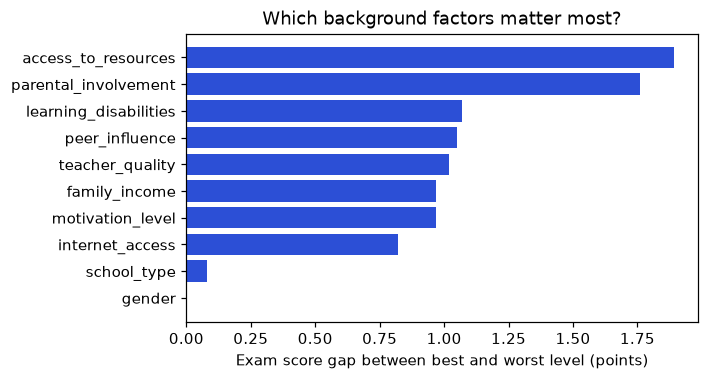 Which background factors matter most?
access_to_resources
parental_involvement
learning_disabilities
peer_influence
teacher_quality
family_income
motivation_level
internet_access
school_type
gender
0.00 0.25 0.50 0.75 1.00 1.25 1.50 1.75
Exam score gap between best and worst level (points)